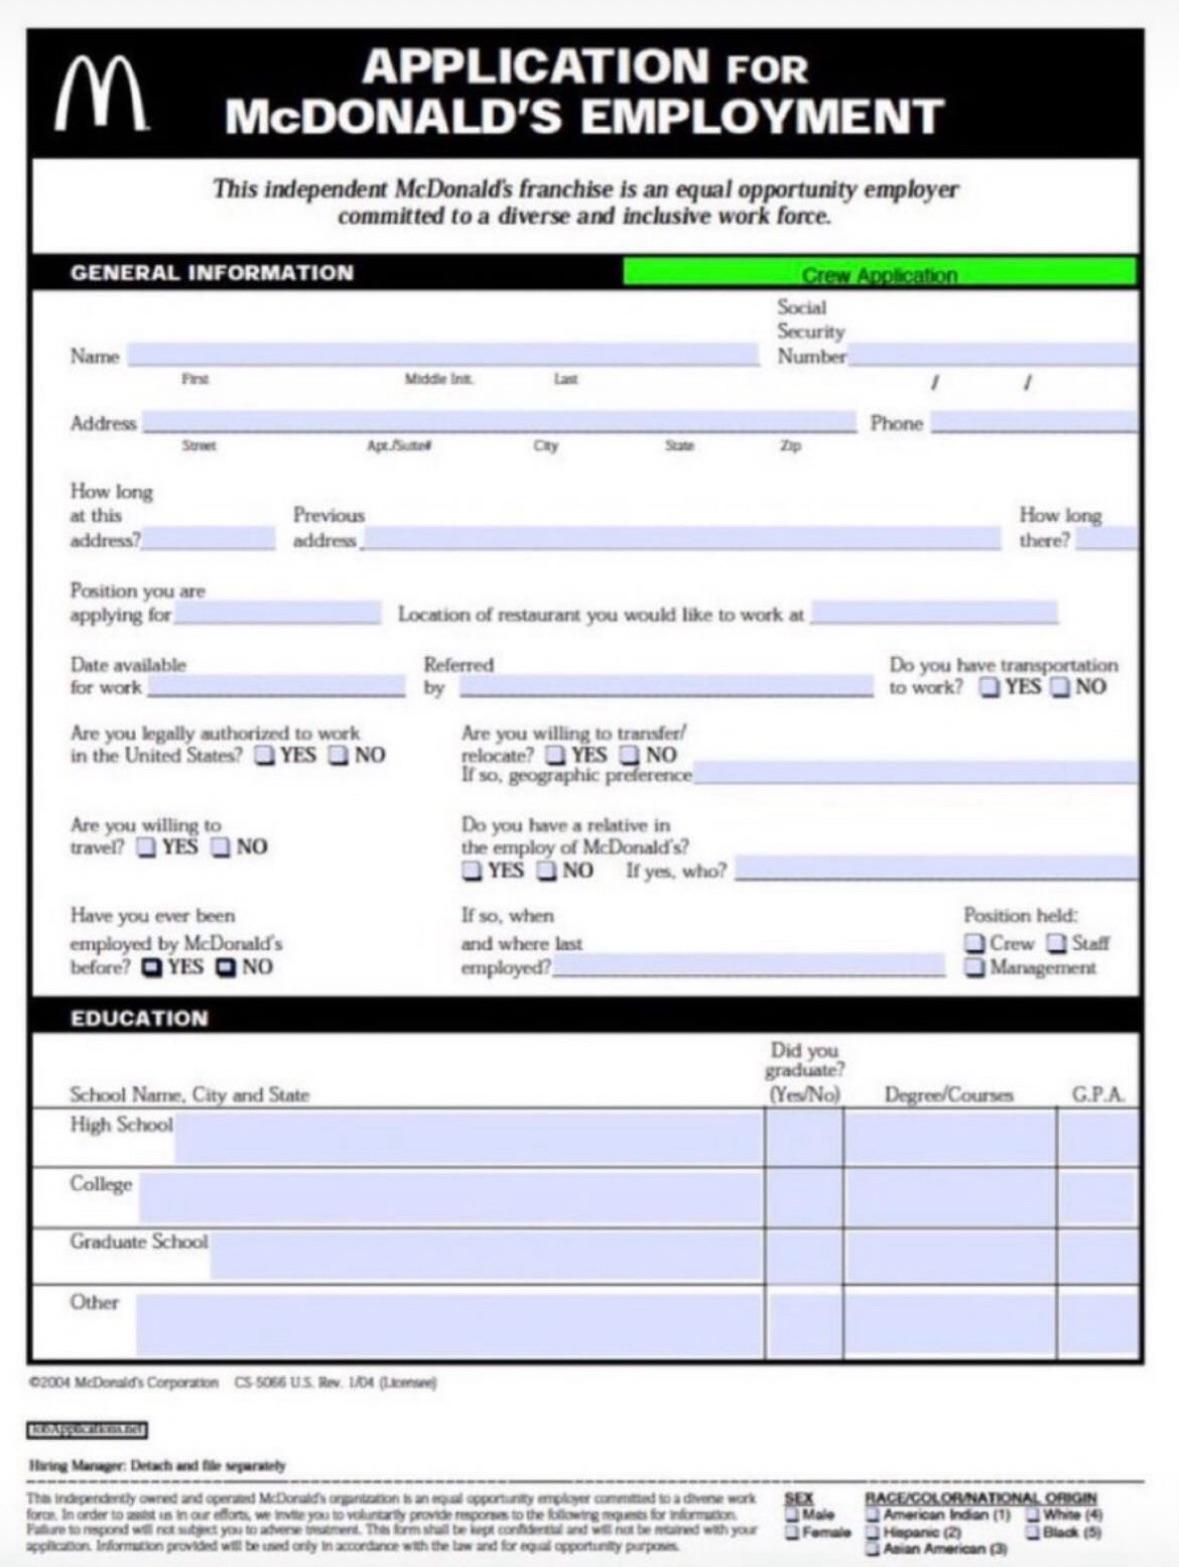 APPLICATION FOR
McDONALD'S EMPLOYMENT
This independent McDonald's franchise is an equal opportunity employer
committed to a diverse and inclusive work force.
GENERAL INFORMATION Crew Application
Name First Middle Init. Last
Social
Security
Number / /
Address Phone
Street Apt./Suite# City State Zip
How long
at this
address?
Previous
address
How long
there?
Position you are
applying for
Location of restaurant you would like to work at
Date available
for work
Referred
by
Do you have transportation
to work? YES NO
Are you legally authorized to work
in the United States? YES NO
Are you willing to transfer/
relocate? YES NO
If so, geographic preference
Are you willing to
travel? YES NO
Do you have a relative in
the employ of McDonald's?
YES NO If yes, who?
Have you ever been
employed by McDonald's
before? YES NO
If so, when
and where last
employed?
Position held:
Crew Staff
Management
EDUCATION
School Name, City and State
Did you
graduate?
(Yes/No)
Degree/Courses
G.P.A.
High School
College
Graduate School
Other
©2004 McDonald's Corporation CS-5066 U.S. Rev. 1/04 (Licensee)
JobApplications.net
Hiring Manager: Detach and file separately
This independently owned and operated McDonald's organization is an equal opportunity employer committed to a diverse work
force. In order to assist us in our efforts, we invite you to voluntarily provide responses to the following requests for information.
Failure to respond will not subject you to adverse treatment. This form shall be kept confidential and will not be retained with your
application. Information provided will be used only in accordance with the law and for equal opportunity purposes.
SEX
Male
Female
RACE/COLOR/NATIONAL ORIGIN
American Indian (1) White (4)
Hispanic (2) Black (5)
Asian American (3)